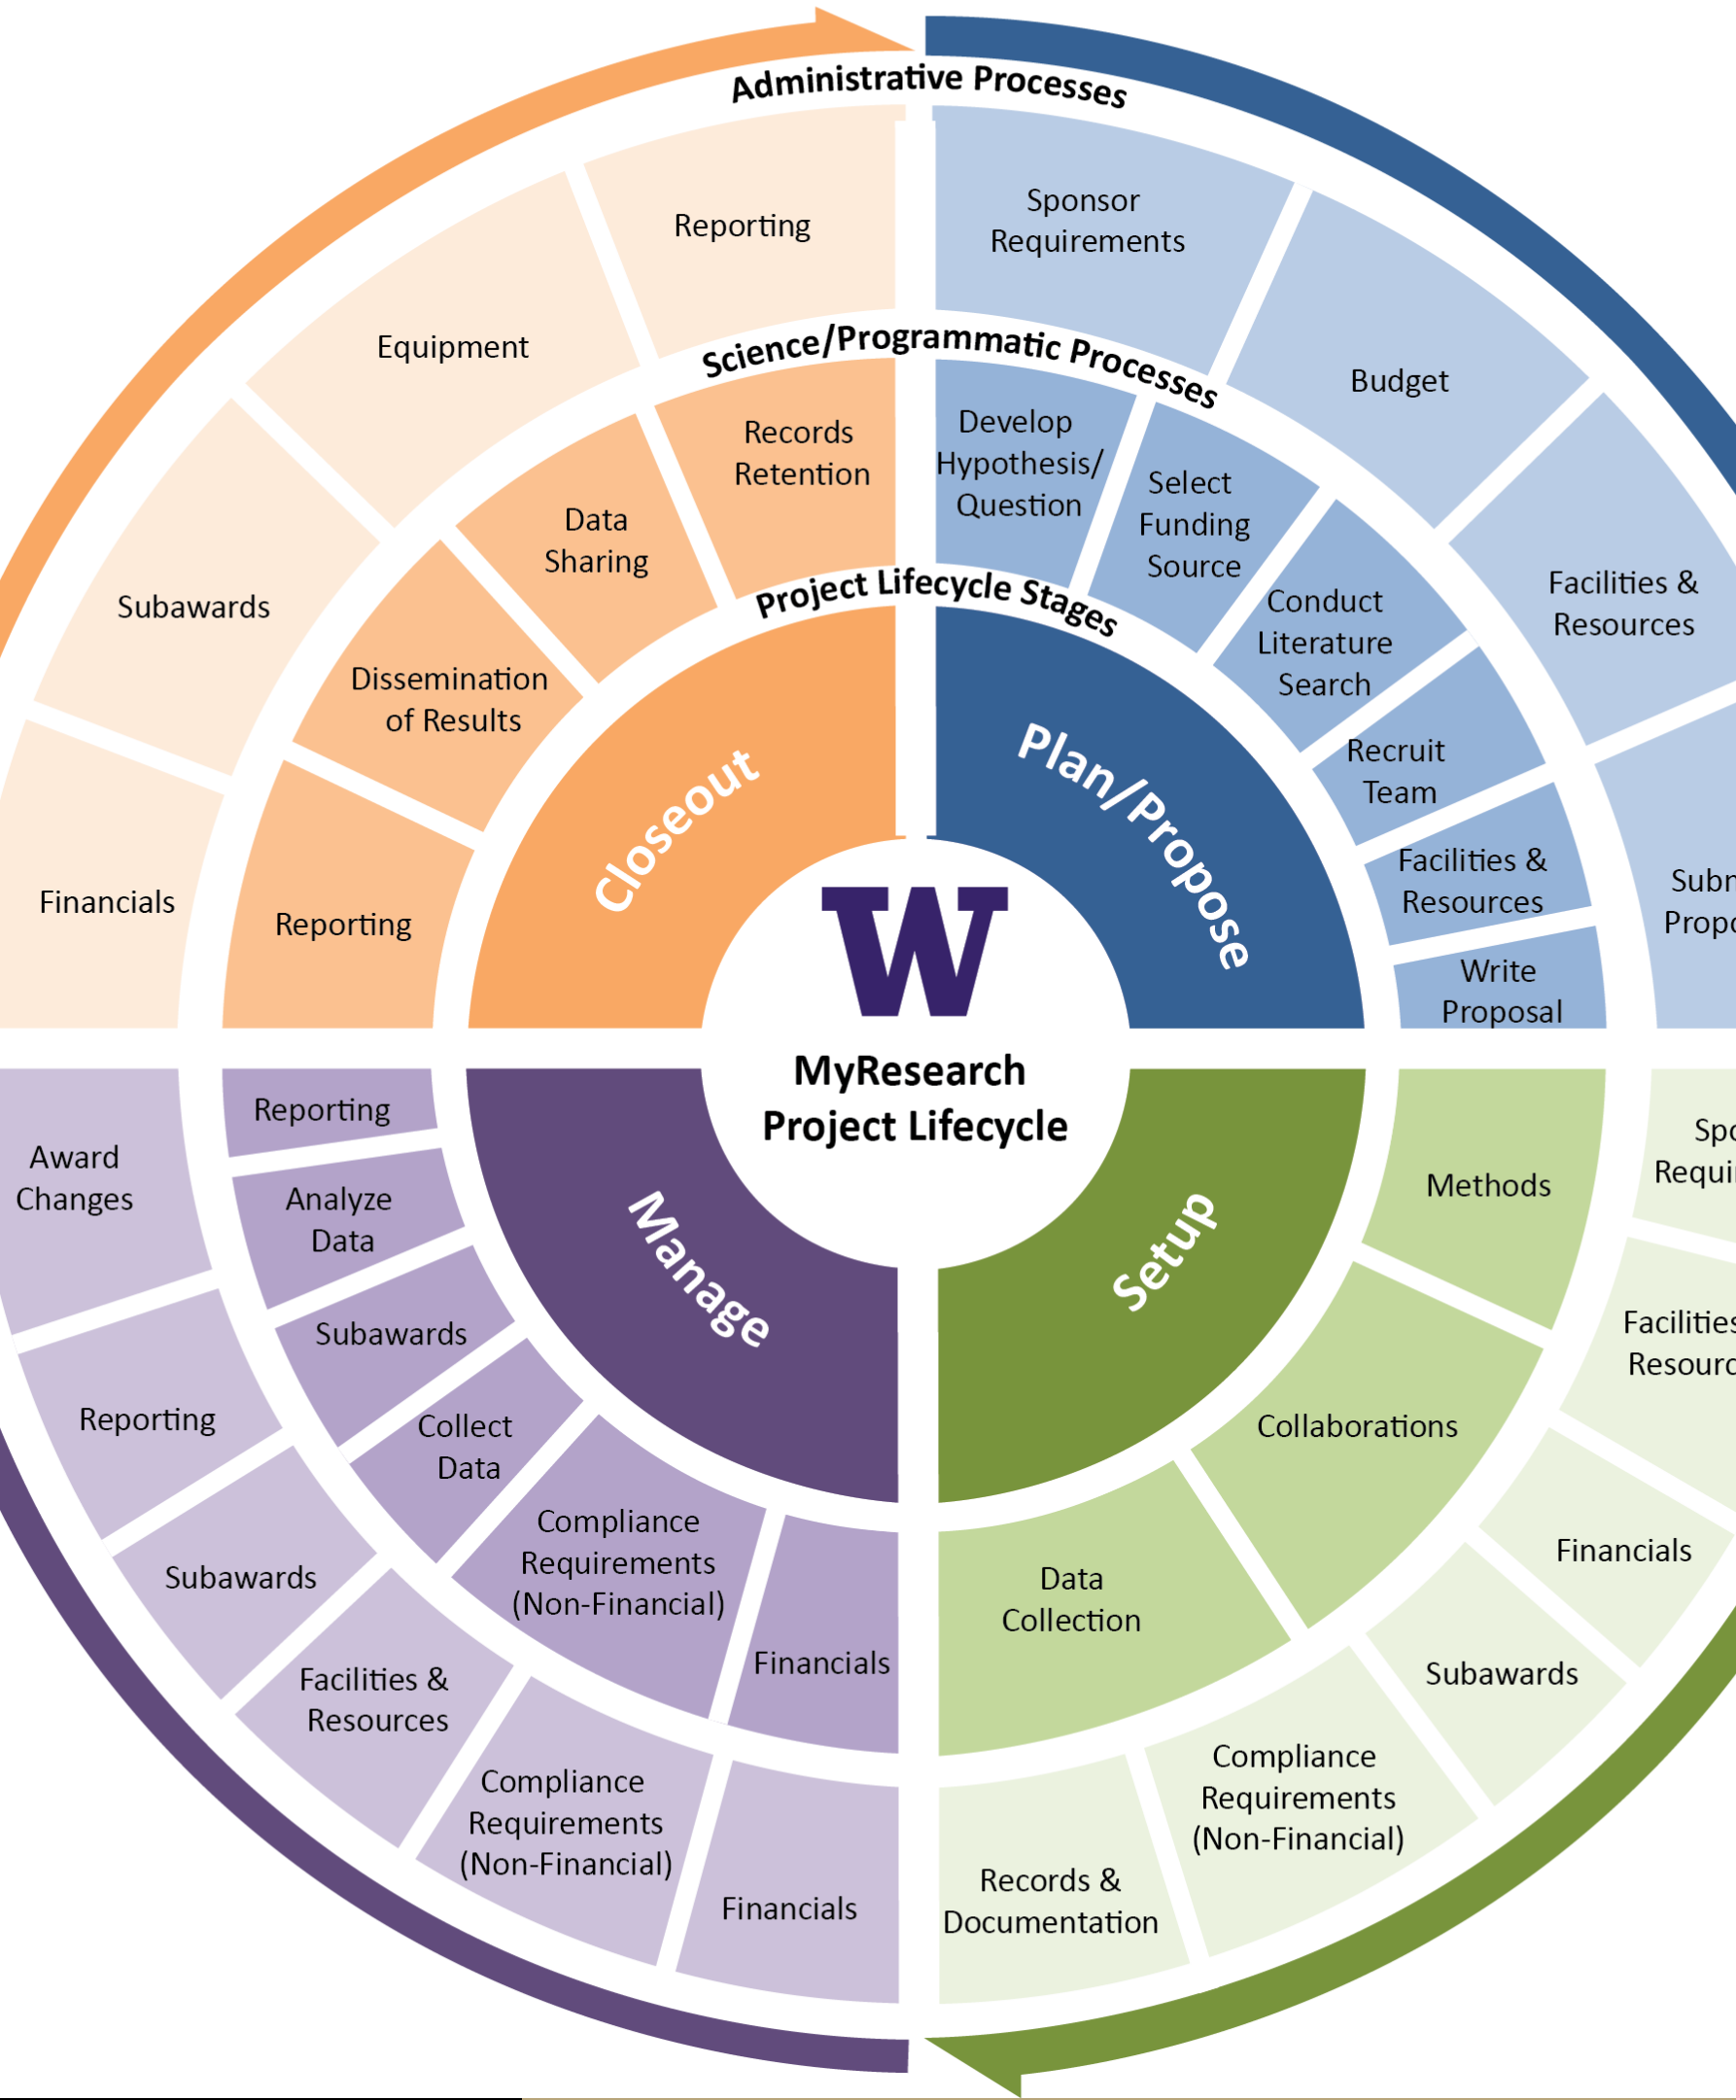 Administrative Processes
Reporting
Sponsor
Requirements
Equipment
Budget
Subawards
Facilities &
Resources
Financials
Science/Programmatic Processes
Records
Retention
Develop
Hypothesis/
Question
Data
Sharing
Select
Funding
Source
Dissemination
of Results
Conduct
Literature
Search
Reporting
Recruit
Team
Facilities &
Resources
Write
Proposal
Project Lifecycle Stages
Closeout
Plan/Propose
W
MyResearch
Project Lifecycle
Manage
Setup
Reporting
Analyze
Data
Subawards
Collect
Data
Compliance
Requirements
(Non-Financial)
Financials
Methods
Collaborations
Data
Collection
Award
Changes
Reporting
Subawards
Facilities &
Resources
Compliance
Requirements
(Non-Financial)
Financials
Financials
Subawards
Compliance
Requirements
(Non-Financial)
Records &
Documentation